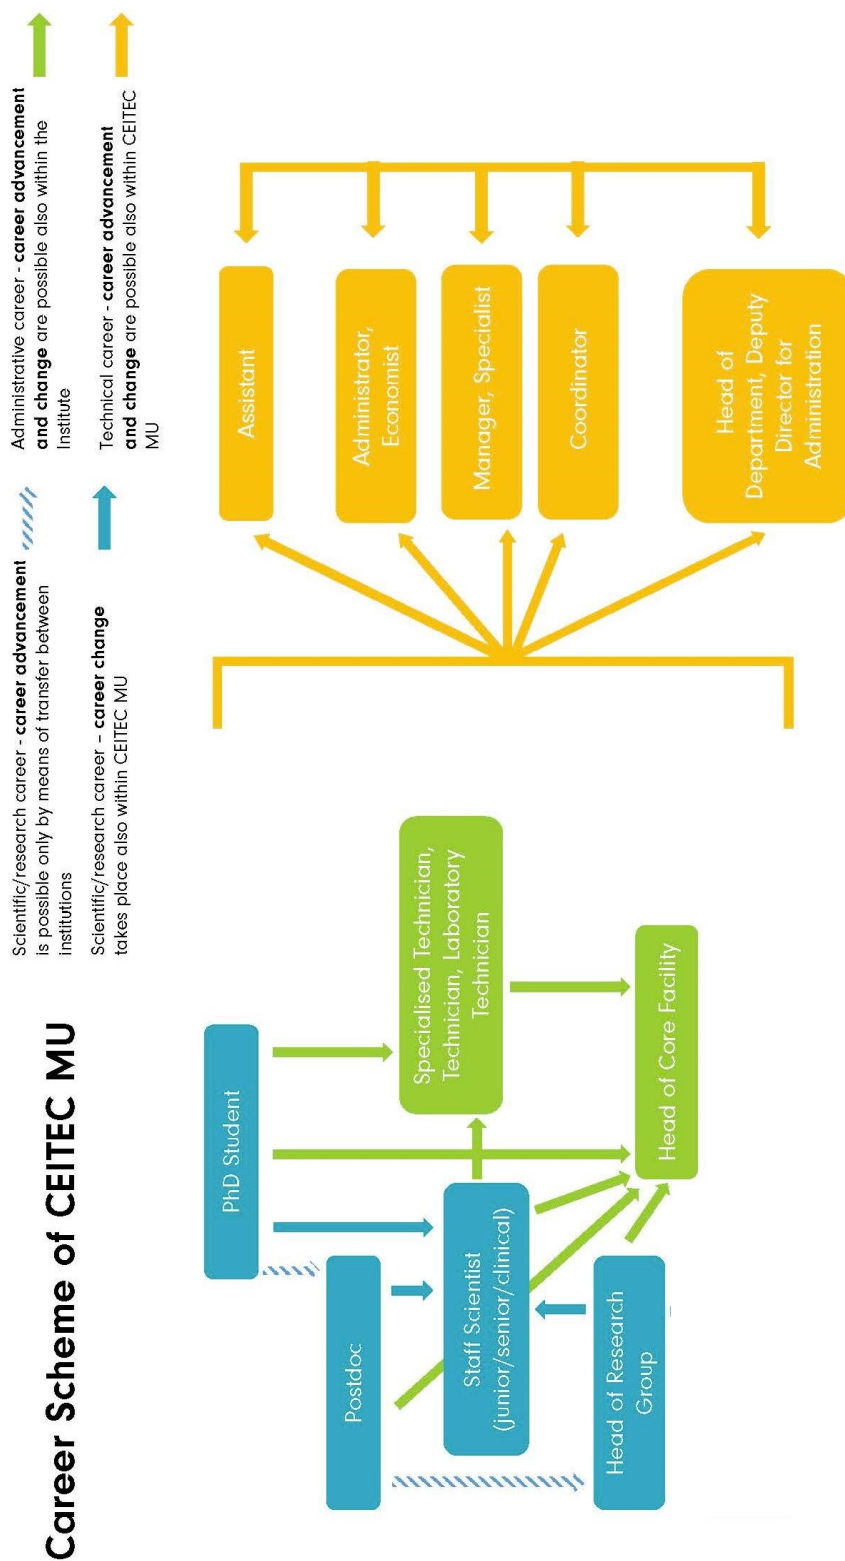 Career Scheme of CEITEC MU
Scientific/research career - career advancement
is possible only by means of transfer between
institutions
Scientific/research career – career change
takes place also within CEITEC MU
Administrative career - career advancement
and change are possible also within the
Institute
Technical career - career advancement
and change are possible also within CEITEC
MU
PhD Student
Postdoc
Staff Scientist
(junior/senior/clinical)
Head of Research
Group
Specialised Technician,
Technician, Laboratory
Technician
Head of Core Facility
Assistant
Administrator,
Economist
Manager, Specialist
Coordinator
Head of
Department, Deputy
Director for
Administration